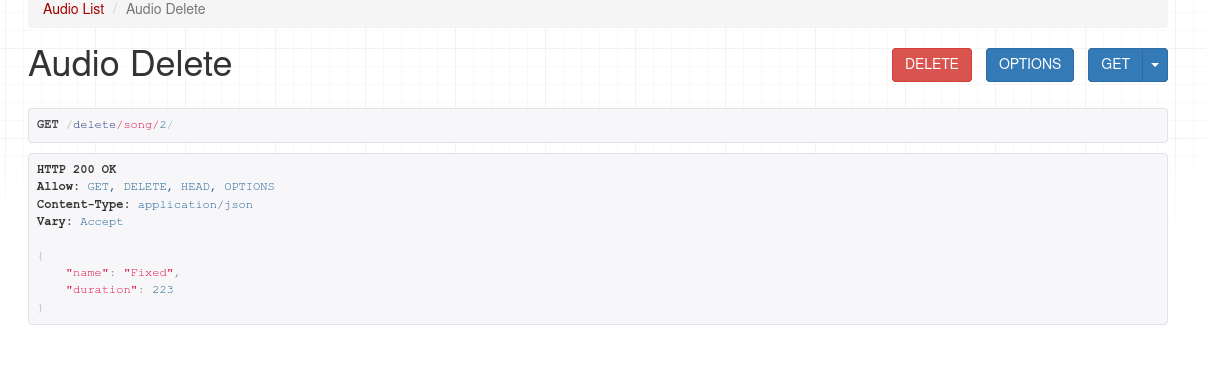 Audio List / Audio Delete
Audio Delete
DELETE OPTIONS GET
GET /delete/song/2/
HTTP 200 OK
Allow: GET, DELETE, HEAD, OPTIONS
Content-Type: application/json
Vary: Accept
{
"name": "Fixed",
"duration": 223
}